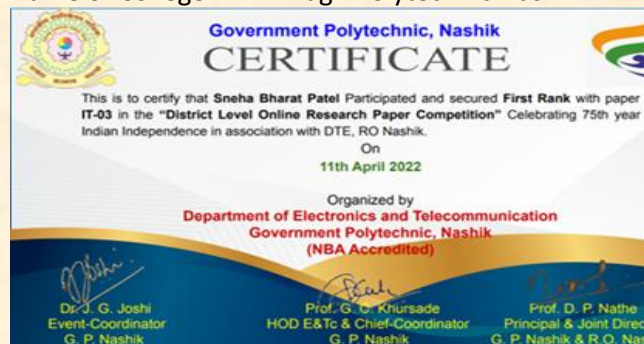 Government Polytechnic, Nashik
CERTIFICATE
This is to certify that Sneha Bharat Patel Participated and secured First Rank with paper
IT-03 in the "District Level Online Research Paper Competition" Celebrating 75th year
Indian Independence in association with DTE, RO Nashik.
On
11th April 2022
Organized by
Department of Electronics and Telecommunication
Government Polytechnic, Nashik
(NBA Accredited)
Dr. J. G. Joshi
Event-Coordinator
G. P. Nashik
Prof. G. C. Khursade
HOD E&Tc & Chief-Coordinator
G. P. Nashik
Prof. D. P. Nathe
Principal & Joint Direc
G. P. Nashik & R.O. Na